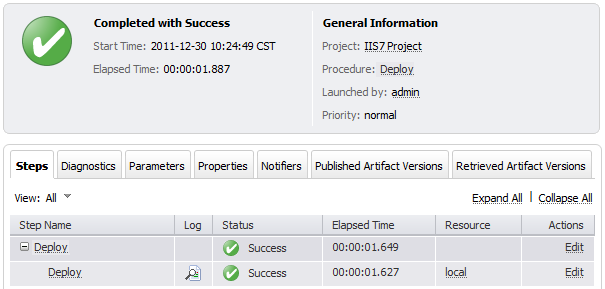 Completed with Success
Start Time: 2011-12-30 10:24:49 CST
Elapsed Time: 00:00:01.887
General Information
Project: IIS7 Project
Procedure: Deploy
Launched by: admin
Priority: normal
Steps Diagnostics Parameters Properties Notifiers Published Artifact Versions Retrieved Artifact Versions
View: All Expand All | Collapse All
Step Name Log Status Elapsed Time Resource Actions
Deploy Success 00:00:01.649 Edit
Deploy Success 00:00:01.627 local Edit